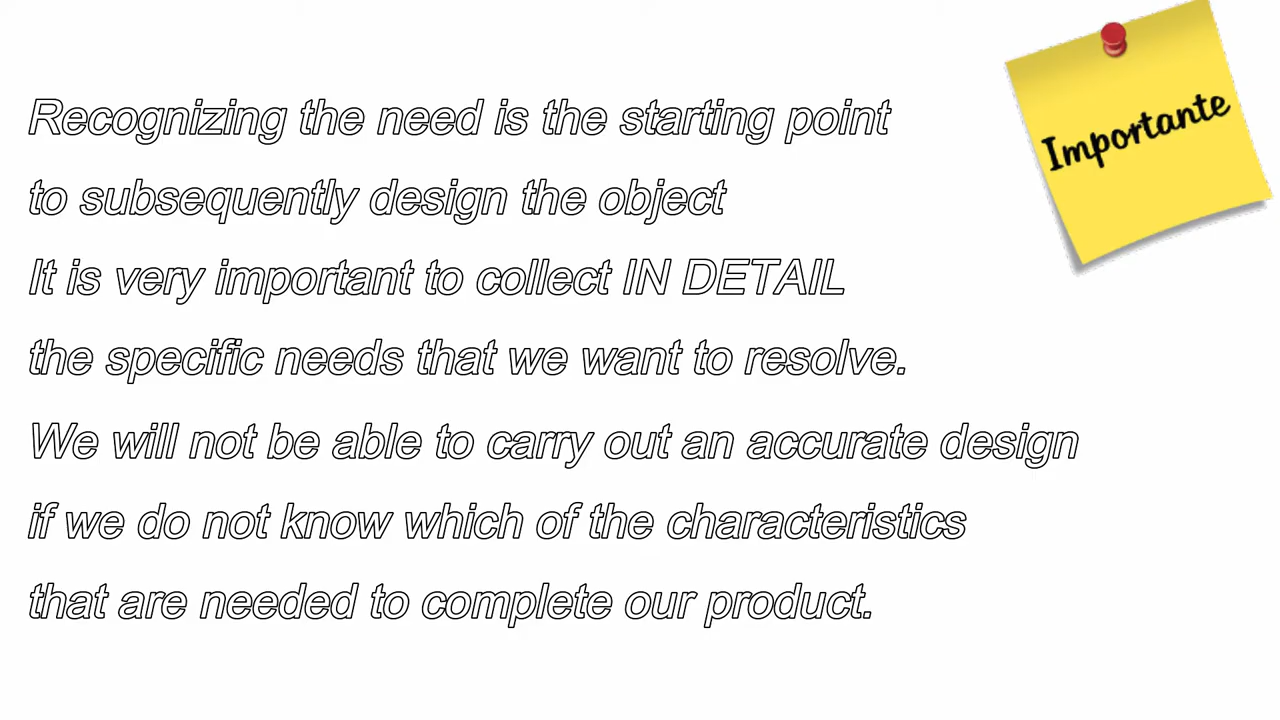 Recognizing the need is the starting point
to subsequently design the object
It is very important to collect IN DETAIL
the specific needs that we want to resolve.
We will not be able to carry out an accurate design
if we do not know which of the characteristics
that are needed to complete our product.
Importante